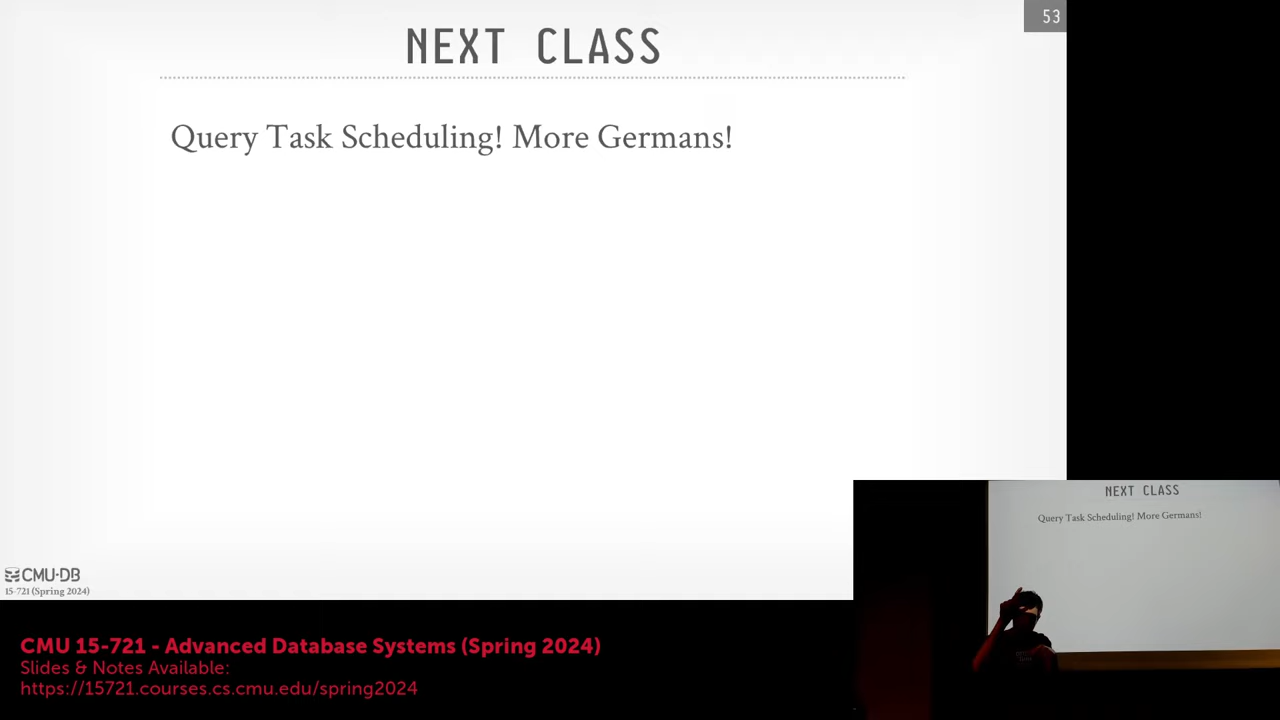 53
NEXT CLASS
Query Task Scheduling! More Germans!
CMU·DB
15-721 (Spring 2024)
NEXT CLASS
Query Task Scheduling! More Germans!
CMU 15-721 - Advanced Database Systems (Spring 2024)
Slides & Notes Available:
https://15721.courses.cs.cmu.edu/spring2024